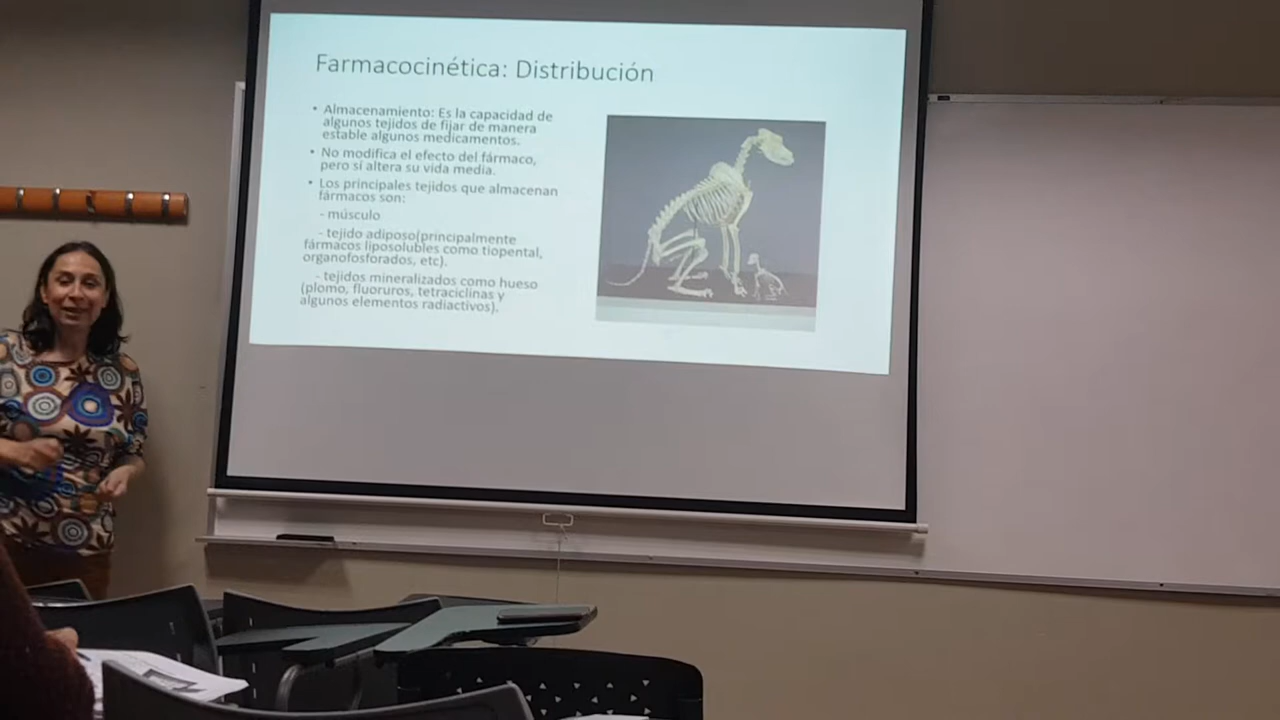 Farmacocinética: Distribución
• Almacenamiento: Es la capacidad de
algunos tejidos de fijar de manera
estable algunos medicamentos.
• No modifica el efecto del fármaco,
pero sí altera su vida media.
• Los principales tejidos que almacenan
fármacos son:
- músculo
- tejido adiposo(principalmente
fármacos liposolubles como tiopental,
organofosforados, etc).
- tejidos mineralizados como hueso
(plomo, fluoruros, tetraciclinas y
algunos elementos radiactivos).